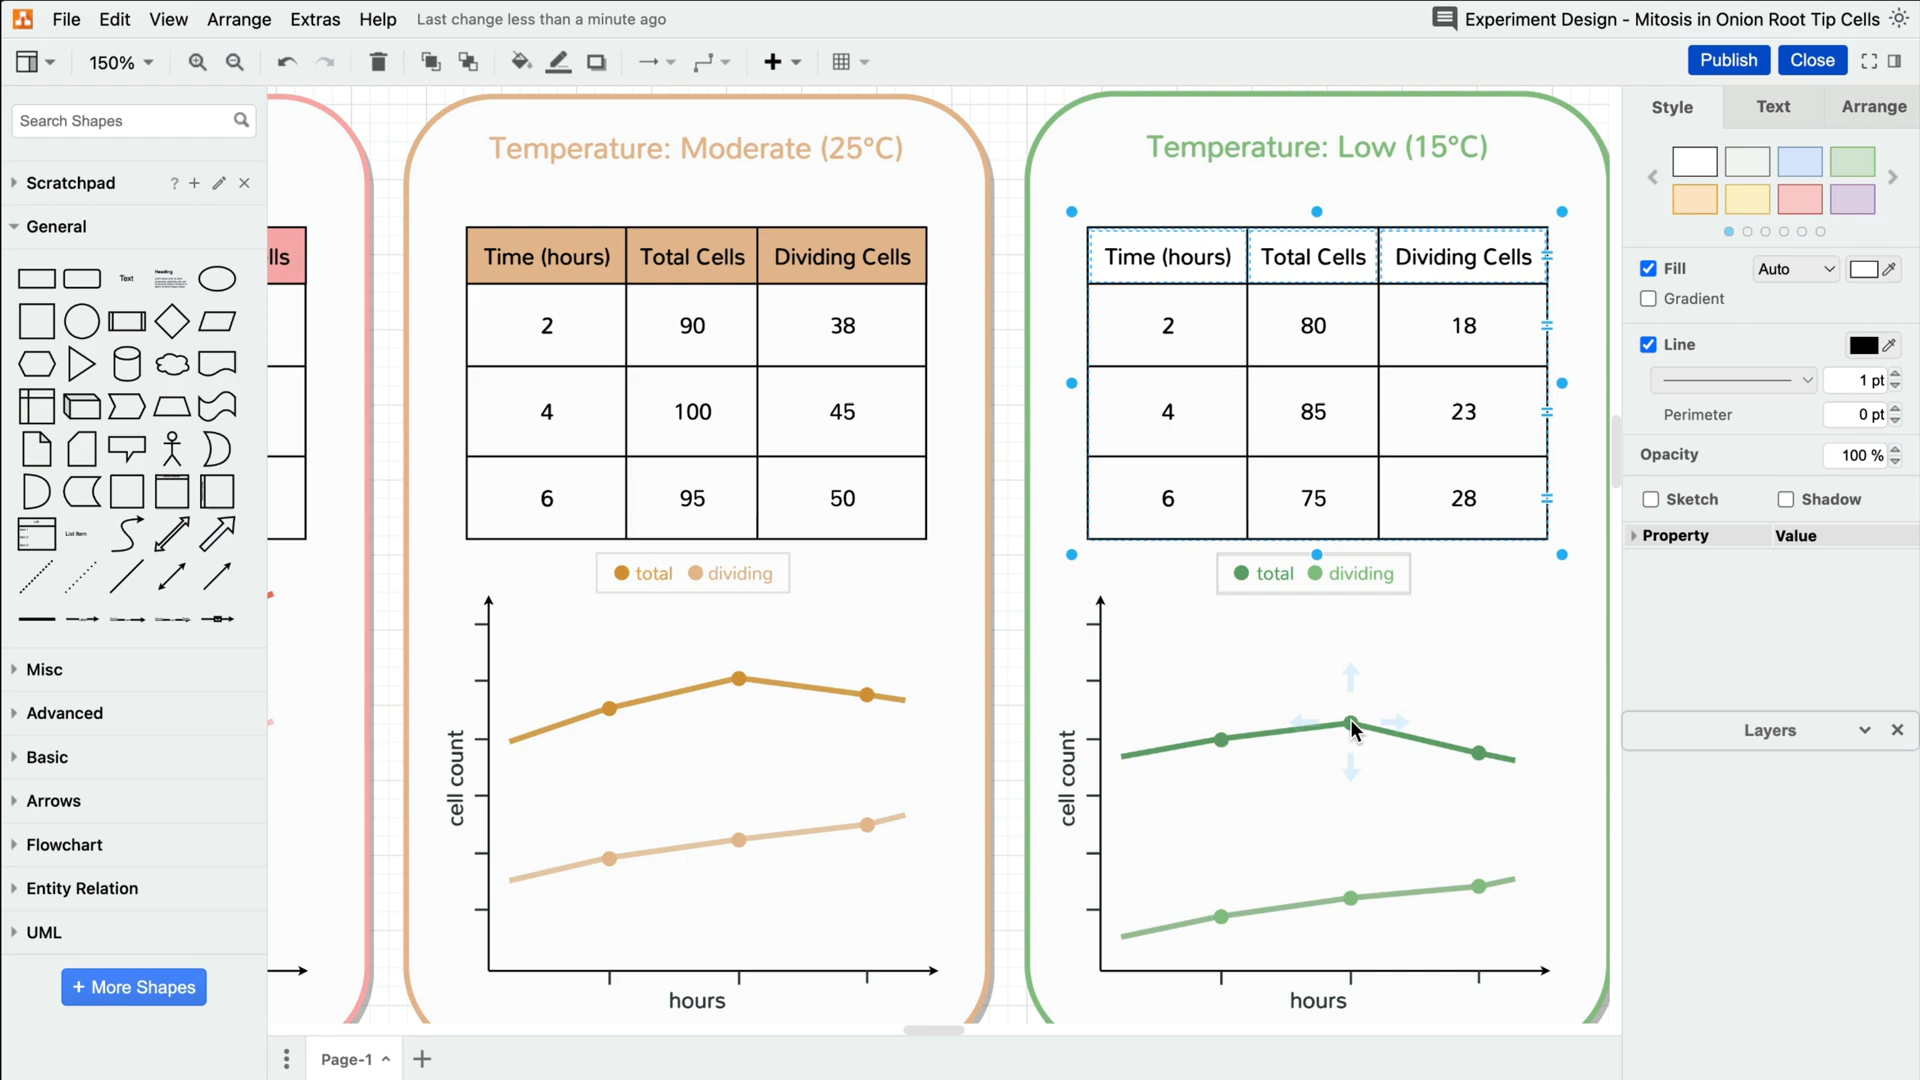 File Edit View Arrange Extras Help Last change less than a minute ago
Experiment Design - Mitosis in Onion Root Tip Cells
150%
Publish Close
Search Shapes
Scratchpad ?
General
Text
Heading
List Item
Misc
Advanced
Basic
Arrows
Flowchart
Entity Relation
UML
+ More Shapes
lls
Temperature: Moderate (25°C)
Time (hours) Total Cells Dividing Cells
2 90 38
4 100 45
6 95 50
total dividing
cell count
hours
Temperature: Low (15°C)
Time (hours) Total Cells Dividing Cells
2 80 18
4 85 23
6 75 28
total dividing
cell count
hours
Page-1
Style Text Arrange
Fill Auto
Gradient
Line
1 pt
Perimeter 0 pt
Opacity 100 %
Sketch Shadow
Property Value
Layers